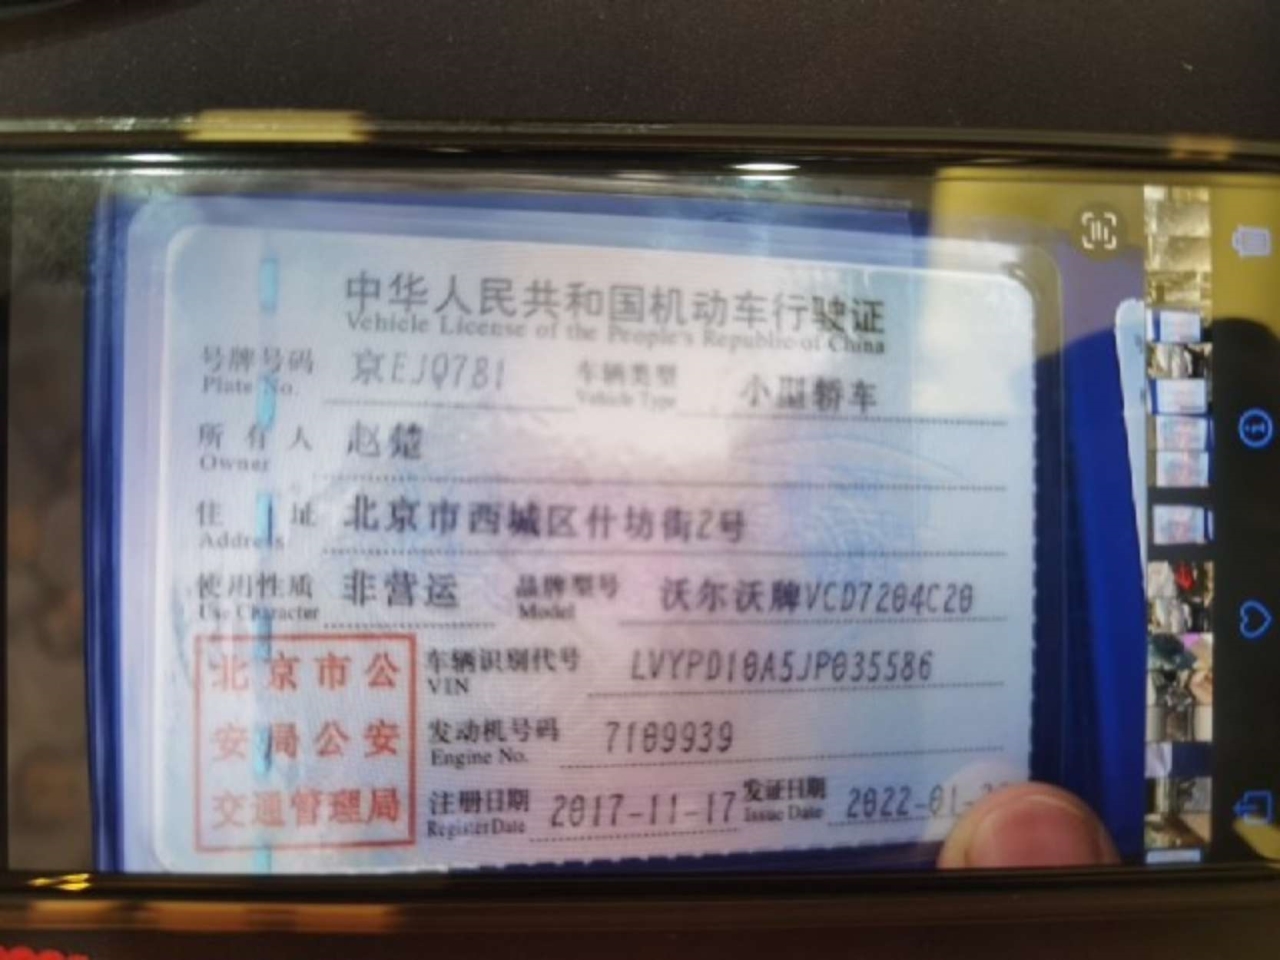 中华人民共和国机动车行驶证
Vehicle License of the People's Republic of China
号牌号码 京EJQ781 车辆类型 小型轿车
Plate No. Vehicle Type
所有人 赵楚
Owner
住址 北京市西城区什坊街2号
Address
使用性质 非营运 品牌型号 沃尔沃牌VCD7204C20
Use Character Model
北京市公
安局公安
交通管理局
车辆识别代号 LVYPD10A5JP035586
VIN
发动机号码 7109939
Engine No.
注册日期 2017-11-17 发证日期 2022-01-
Register Date Issue Date